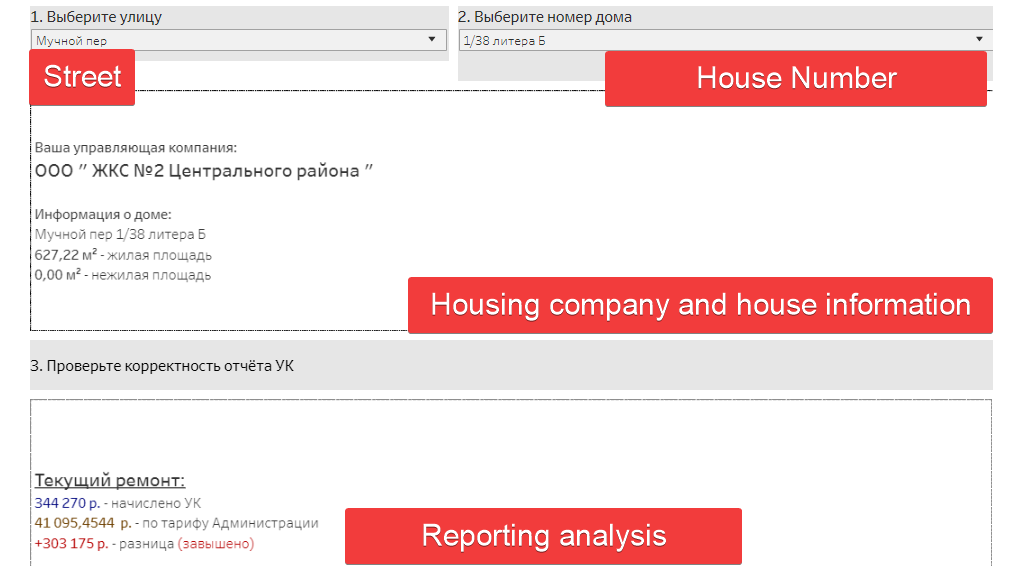 1. Выберите улицу
2. Выберите номер дома
Мучной пер
1/38 литера Б
Street
House Number
Ваша управляющая компания:
ООО " ЖКС №2 Центрального района "
Информация о доме:
Мучной пер 1/38 литера Б
627,22 м² - жилая площадь
0,00 м² - нежилая площадь
Housing company and house information
3. Проверьте корректность отчёта УК
Текущий ремонт:
344 270 р. - начислено УК
41 095,4544 р. - по тарифу Администрации
+303 175 р. - разница (завышено)
Reporting analysis